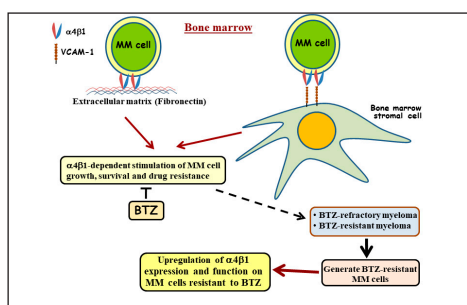 Bone marrow
α4β1
VCAM-1
MM cell
MM cell
Extracellular matrix (Fibronectin)
Bone marrow
stromal cell
α4β1-dependent stimulation of MM cell
growth, survival and drug resistance
BTZ
• BTZ-refractory myeloma
• BTZ-resistant myeloma
Upregulation of α4β1
expression and function on
MM cells resistant to BTZ
Generate BTZ-resistant
MM cells